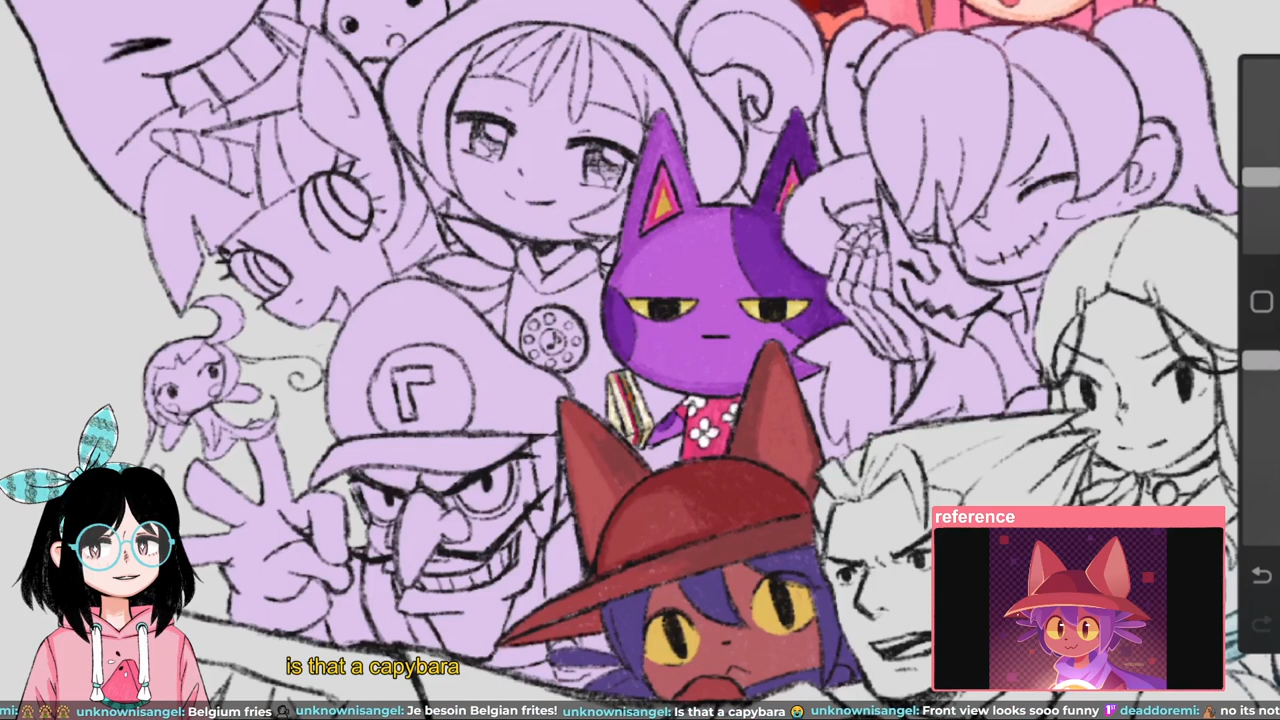 reference
is that a capybara
mi: unknownisangel: Belgium fries unknownisangel: Je besoin Belgian frites! unknownisangel: Is that a capybara 😭 unknownisangel: Front view looks sooo funny deaddoremi: no its not